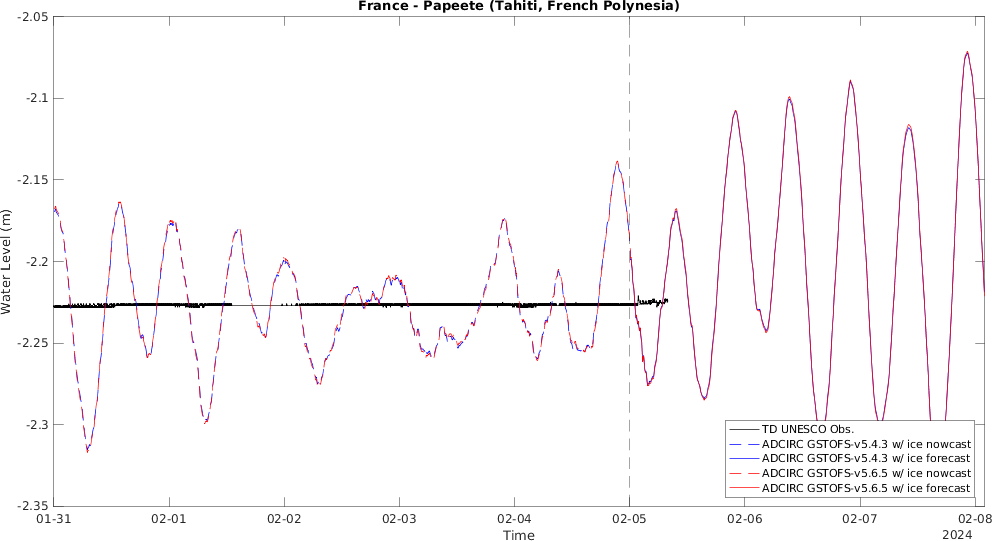 France - Papeete (Tahiti, French Polynesia)
-2.05
-2.1
-2.15
-2.2
-2.25
-2.3
-2.35
Water Level (m)
TD UNESCO Obs.
ADCIRC GSTOFS-v5.4.3 w/ ice nowcast
ADCIRC GSTOFS-v5.4.3 w/ ice forecast
ADCIRC GSTOFS-v5.6.5 w/ ice nowcast
ADCIRC GSTOFS-v5.6.5 w/ ice forecast
01-31 02-01 02-02 02-03 02-04 02-05 02-06 02-07 02-08
Time
2024